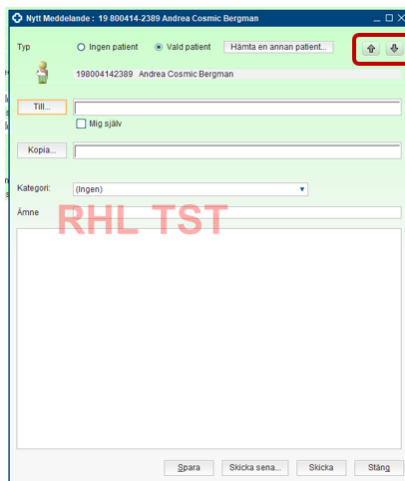 Nytt Meddelande : 19 800414-2389 Andrea Cosmic Bergman
Typ
Ingen patient
Vald patient
Hämta en annan patient...
198004142389 Andrea Cosmic Bergman
Till...
Mig själv
Kopia...
Kategori: (Ingen)
Ämne
RHL TST
Spara
Skicka sena...
Skicka
Stäng